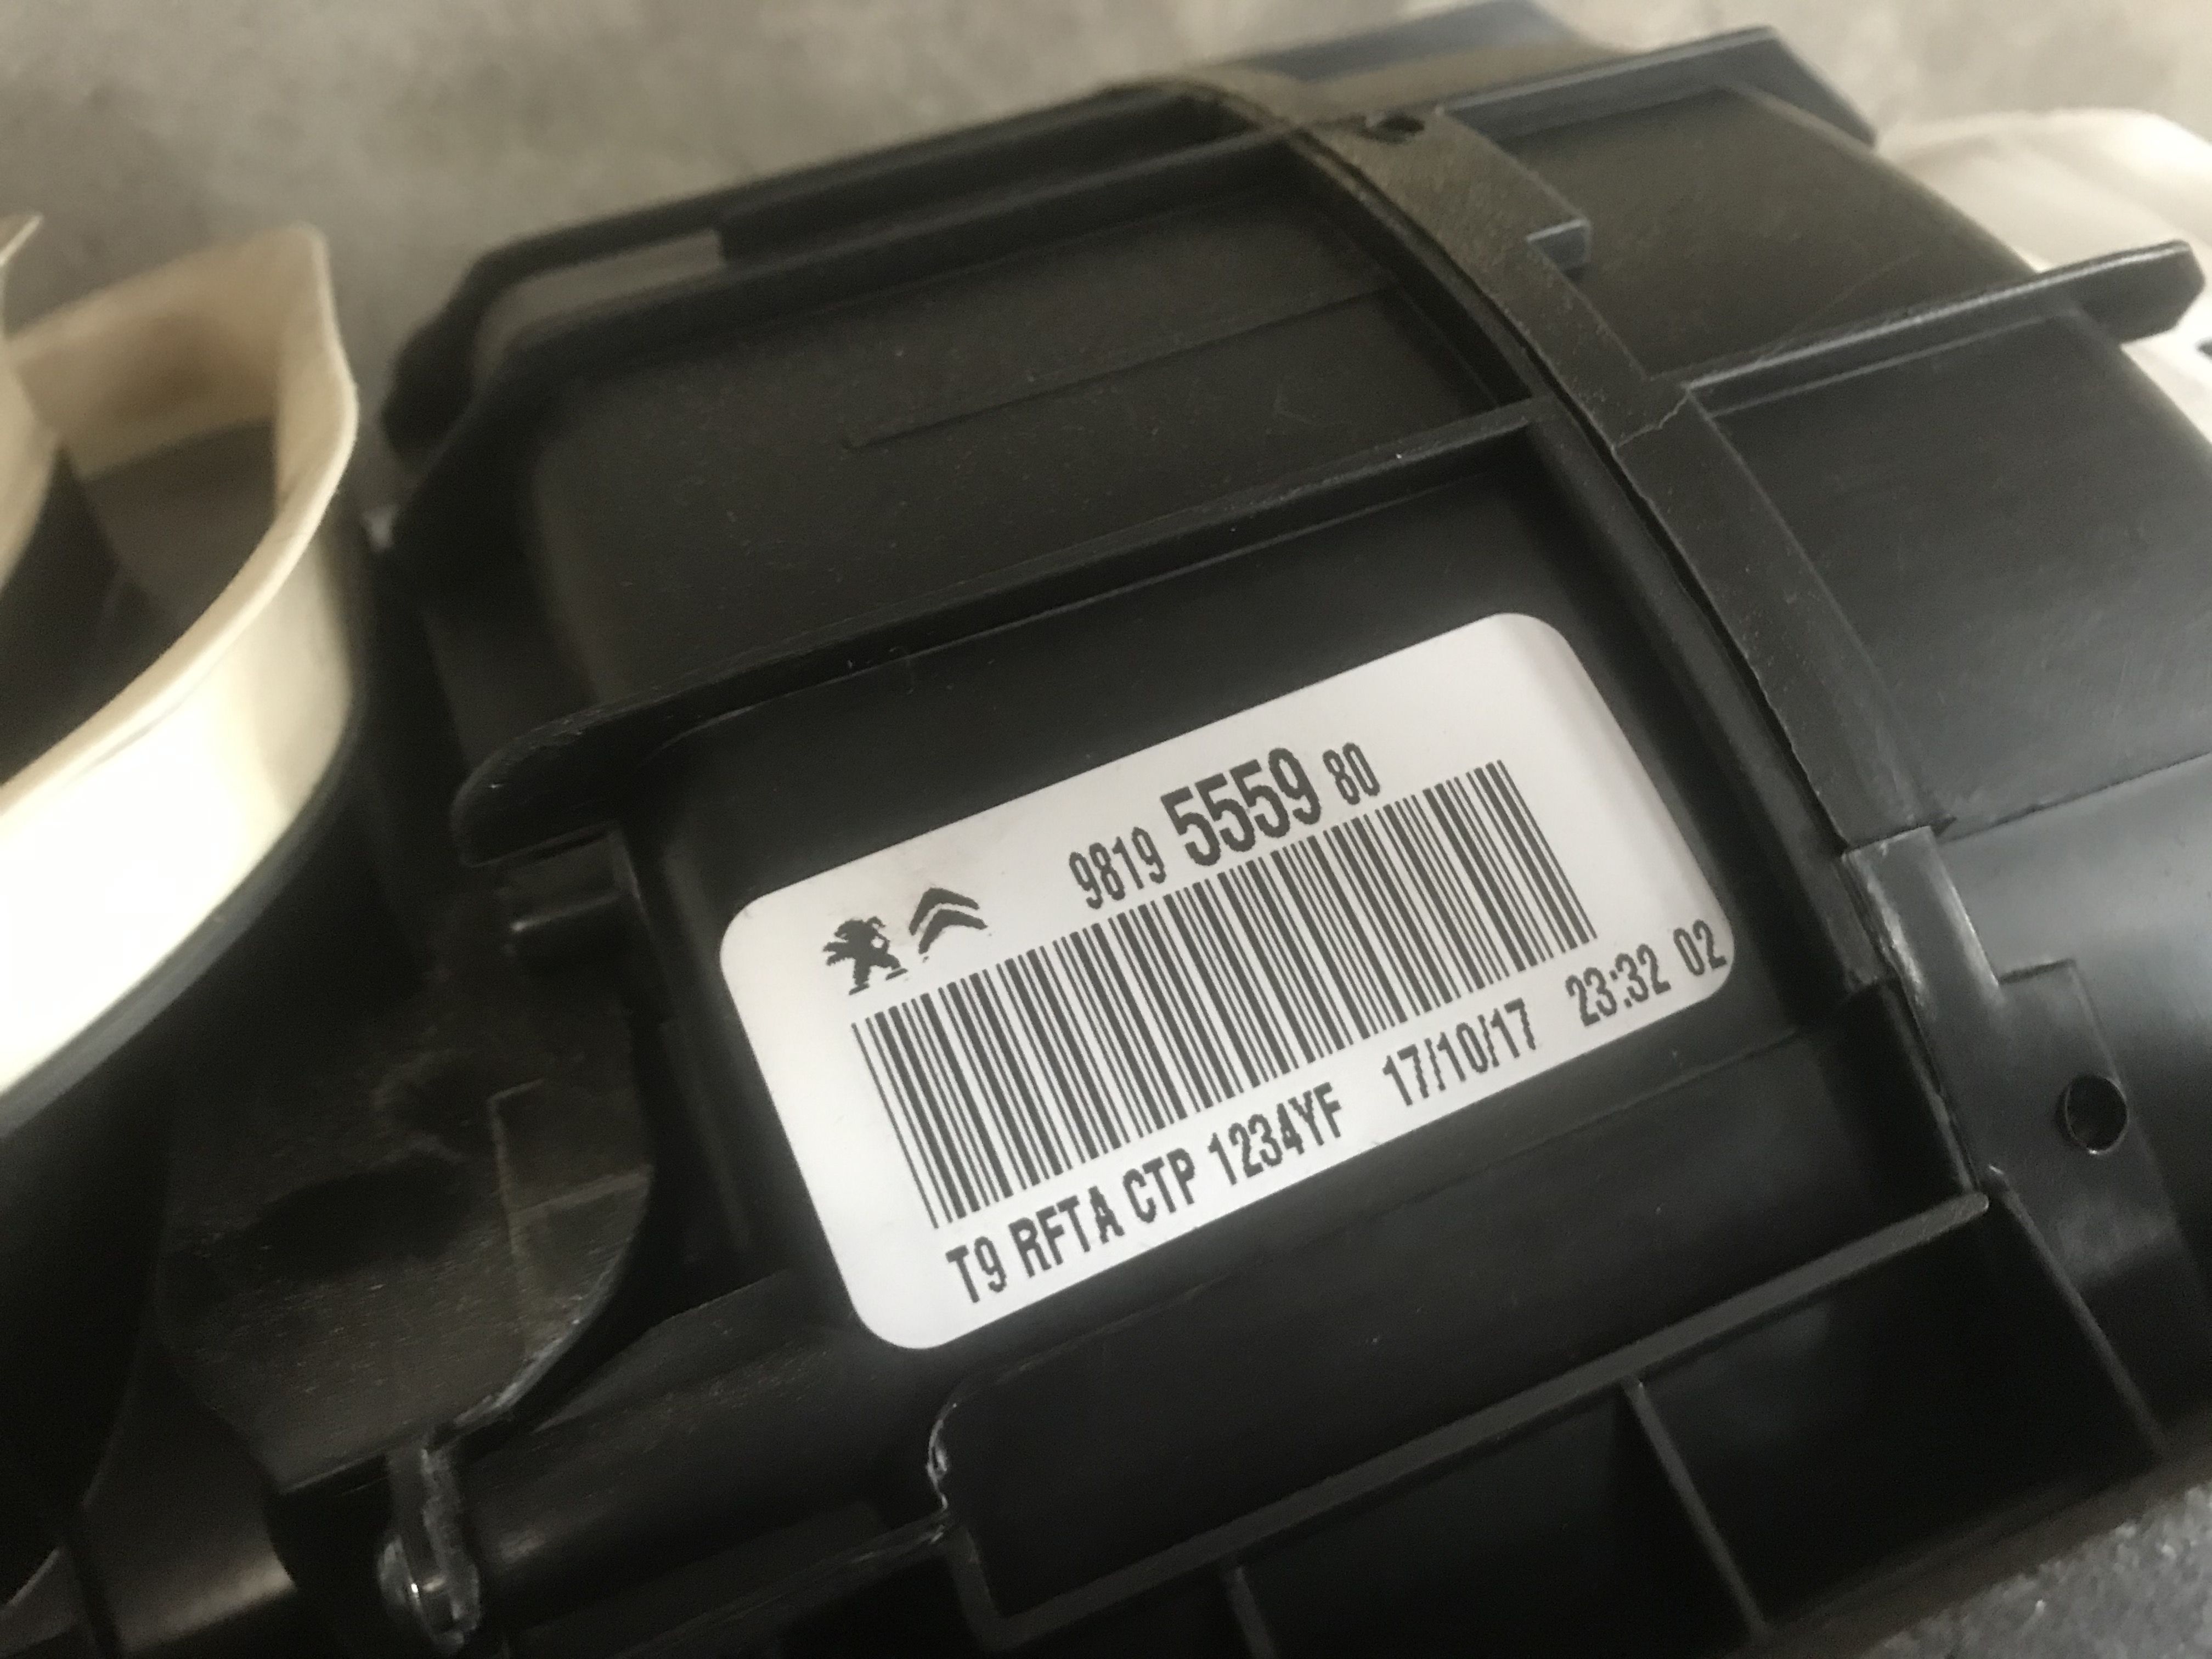 9819 5559 80
T9 RFTA CTP 1234YF 17/10/17 23:32 02